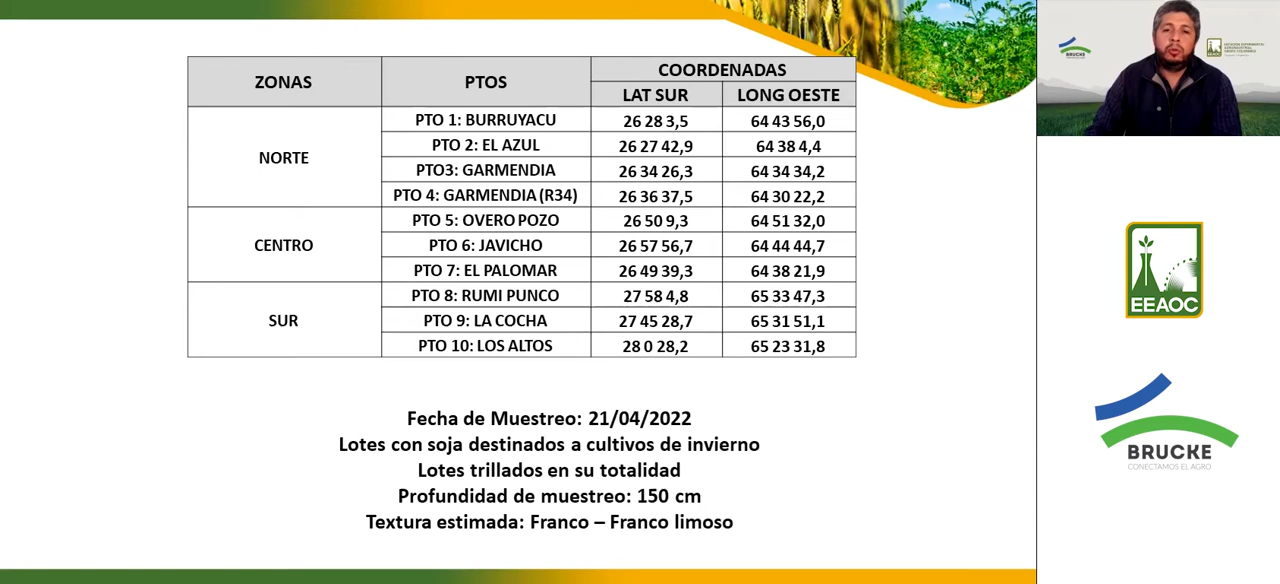 ZONAS PTOS COORDENADAS
LAT SUR LONG OESTE
NORTE
PTO 1: BURRUYACU 26 28 3,5 64 43 56,0
PTO 2: EL AZUL 26 27 42,9 64 38 4,4
PTO3: GARMENDIA 26 34 26,3 64 34 34,2
PTO 4: GARMENDIA (R34) 26 36 37,5 64 30 22,2
CENTRO
PTO 5: OVERO POZO 26 50 9,3 64 51 32,0
PTO 6: JAVICHO 26 57 56,7 64 44 44,7
PTO 7: EL PALOMAR 26 49 39,3 64 38 21,9
SUR
PTO 8: RUMI PUNCO 27 58 4,8 65 33 47,3
PTO 9: LA COCHA 27 45 28,7 65 31 51,1
PTO 10: LOS ALTOS 28 0 28,2 65 23 31,8
Fecha de Muestreo: 21/04/2022
Lotes con soja destinados a cultivos de invierno
Lotes trillados en su totalidad
Profundidad de muestreo: 150 cm
Textura estimada: Franco – Franco limoso
BRUCKE
EEAOC
BRUCKE
CONECTAMOS EL AGRO